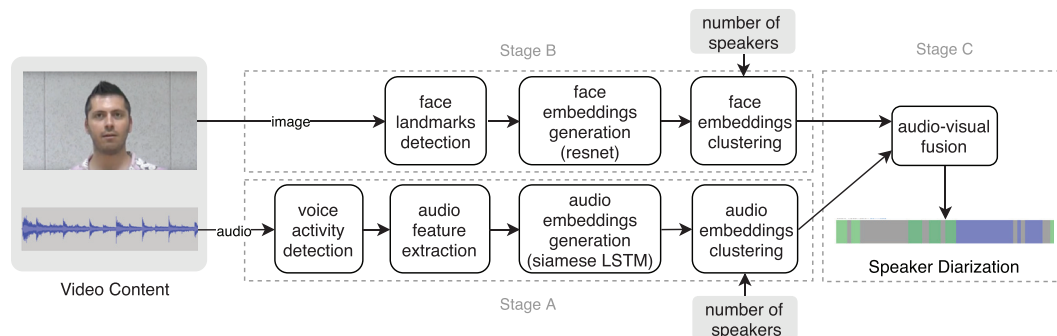 number of
speakers
Stage B
Stage C
image
face
landmarks
detection
face
embeddings
generation
(resnet)
face
embeddings
clustering
audio-visual
fusion
audio
voice
activity
detection
audio
feature
extraction
audio
embeddings
generation
(siamese LSTM)
audio
embeddings
clustering
Speaker Diarization
Video Content
Stage A
number of
speakers